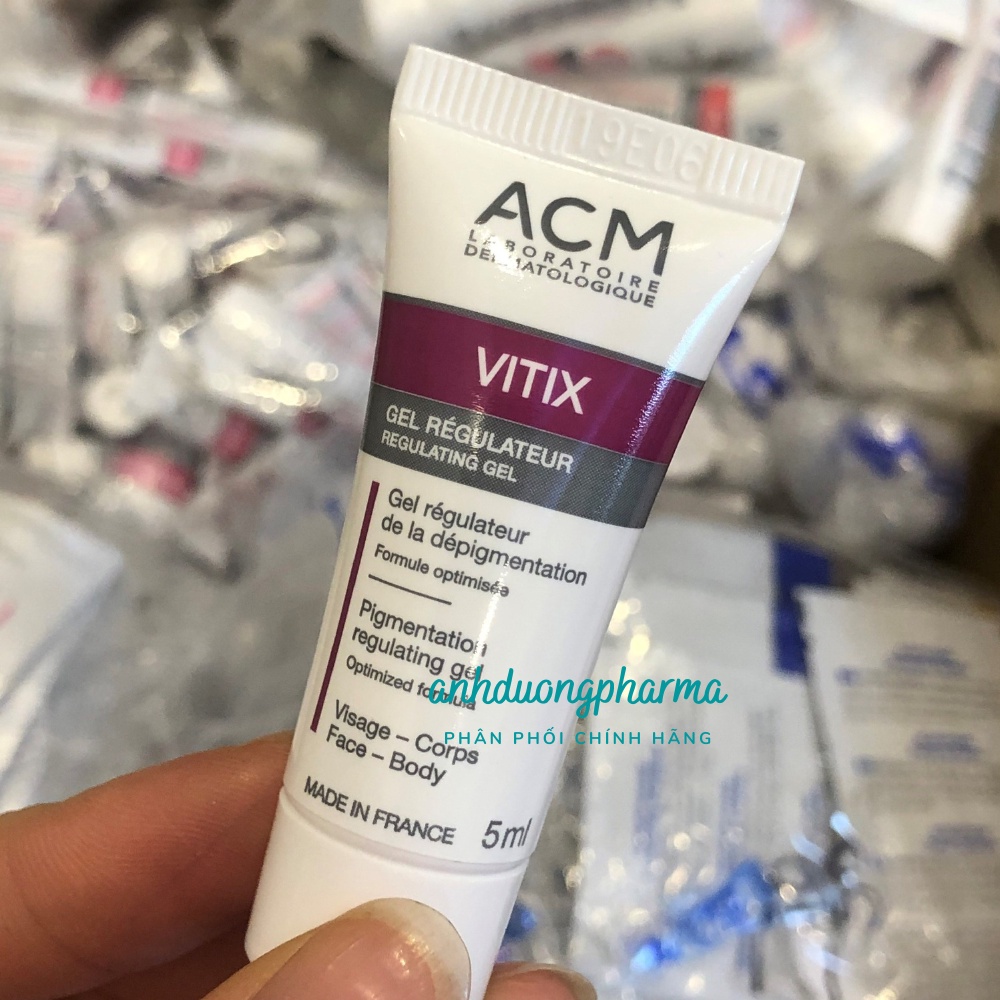 19E06
ACM
LABORATOIRE
DERMATOLOGIQUE
VITIX
GEL RÉGULATEUR
REGULATING GEL
Gel régulateur
de la dépigmentation
Formule optimisée
Pigmentation
regulating gel
Optimized formula
anhduongpharma
PHÂN PHỐI CHÍNH HÃNG
Visage – Corps
Face – Body
MADE IN FRANCE 5ml